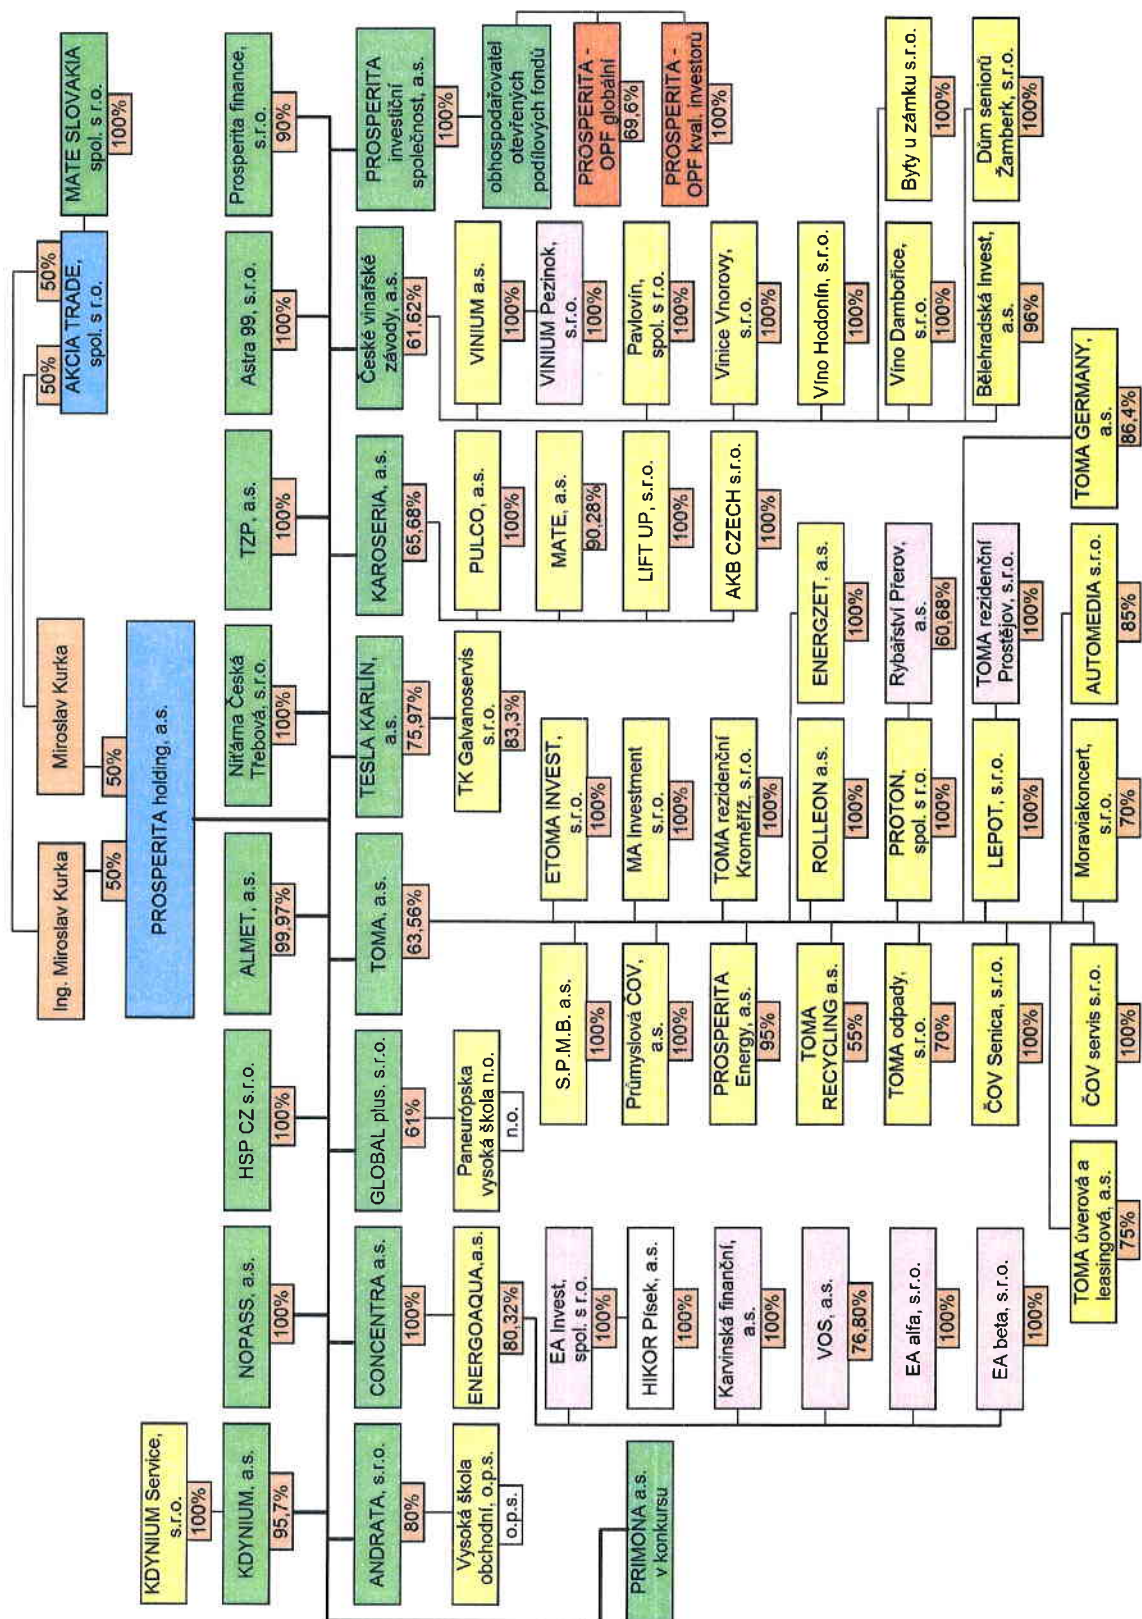 Ing. Miroslav Kurka
Miroslav Kurka
50%
50%
50%
50%
PROSPERITA holding, a.s.
AKCIA TRADE,
spol. s r.o.
MATE SLOVAKIA
spol. s r.o.
100%
KDYNIUM Service,
s.r.o.
100%
KDYNIUM, a.s.
95,7%
NOPASS, a.s.
100%
HSP CZ s.r.o.
100%
ALMET, a.s.
99,97%
Niťárna Česká
Třebová, s.r.o.
100%
TZP, a.s.
100%
Astra 99, s.r.o.
100%
Prosperita finance,
s.r.o.
90%
ANDRATA, s.r.o.
80%
Vysoká škola
obchodní, o.p.s.
o.p.s.
CONCENTRA a.s.
100%
ENERGOAQUA,a.s.
80,32%
EA Invest,
spol. s r.o.
100%
HIKOR Písek, a.s.
100%
Karvinská finanční,
a.s.
100%
VOS, a.s.
76,80%
EA alfa, s.r.o.
100%
EA beta, s.r.o.
100%
GLOBAL plus. s.r.o.
61%
Paneurópska
vysoká škola n.o.
n.o.
TOMA, a.s.
63,56%
S.P.M.B. a.s.
100%
Průmyslová ČOV,
a.s.
100%
PROSPERITA
Energy, a.s.
95%
TOMA
RECYCLING a.s.
55%
TOMA odpady,
s.r.o.
70%
ČOV Senica, s.r.o.
100%
ČOV servis s.r.o.
100%
TOMA úverová a
leasingová, a.s.
75%
ETOMA INVEST,
s.r.o.
100%
MA Investment
s.r.o.
100%
TOMA rezidenční
Kroměříž, s.r.o.
100%
ROLLEON a.s.
100%
PROTON,
spol. s r.o.
100%
LEPOT, s.r.o.
100%
Moraviakoncert,
s.r.o.
70%
ENERGZET, a.s.
100%
Rybářství Přerov,
a.s.
60,68%
TOMA rezidenční
Prostějov, s.r.o.
100%
AUTOMEDIA s.r.o.
85%
TOMA GERMANY,
a.s.
86,4%
TESLA KARLÍN,
a.s.
75,97%
TK Galvanoservis
s.r.o.
83,3%
KAROSERIA, a.s.
65,68%
PULCO, a.s.
100%
MATE, a.s.
90,28%
LIFT UP, s.r.o.
100%
AKB CZECH s.r.o.
100%
České vinařské
závody, a.s.
61,62%
VINIUM a.s.
100%
VINIUM Pezinok,
s.r.o.
100%
Pavlovín,
spol. s r.o.
100%
Vinice Vnorovy,
s.r.o.
100%
Víno Hodonín, s.r.o.
100%
Víno Dambořice,
s.r.o.
100%
Bělehradská Invest,
a.s.
96%
Byty u zámku s.r.o.
100%
Dům seniorů
Žamberk, s.r.o.
100%
PROSPERITA
investiční
společnost, a.s.
100%
obhospodařovatel
otevřených
podílových fondů
PROSPERITA -
OPF globální
69,6%
PROSPERITA -
OPF kval. investorů
100%
PRIMONA a.s.
v konkursu